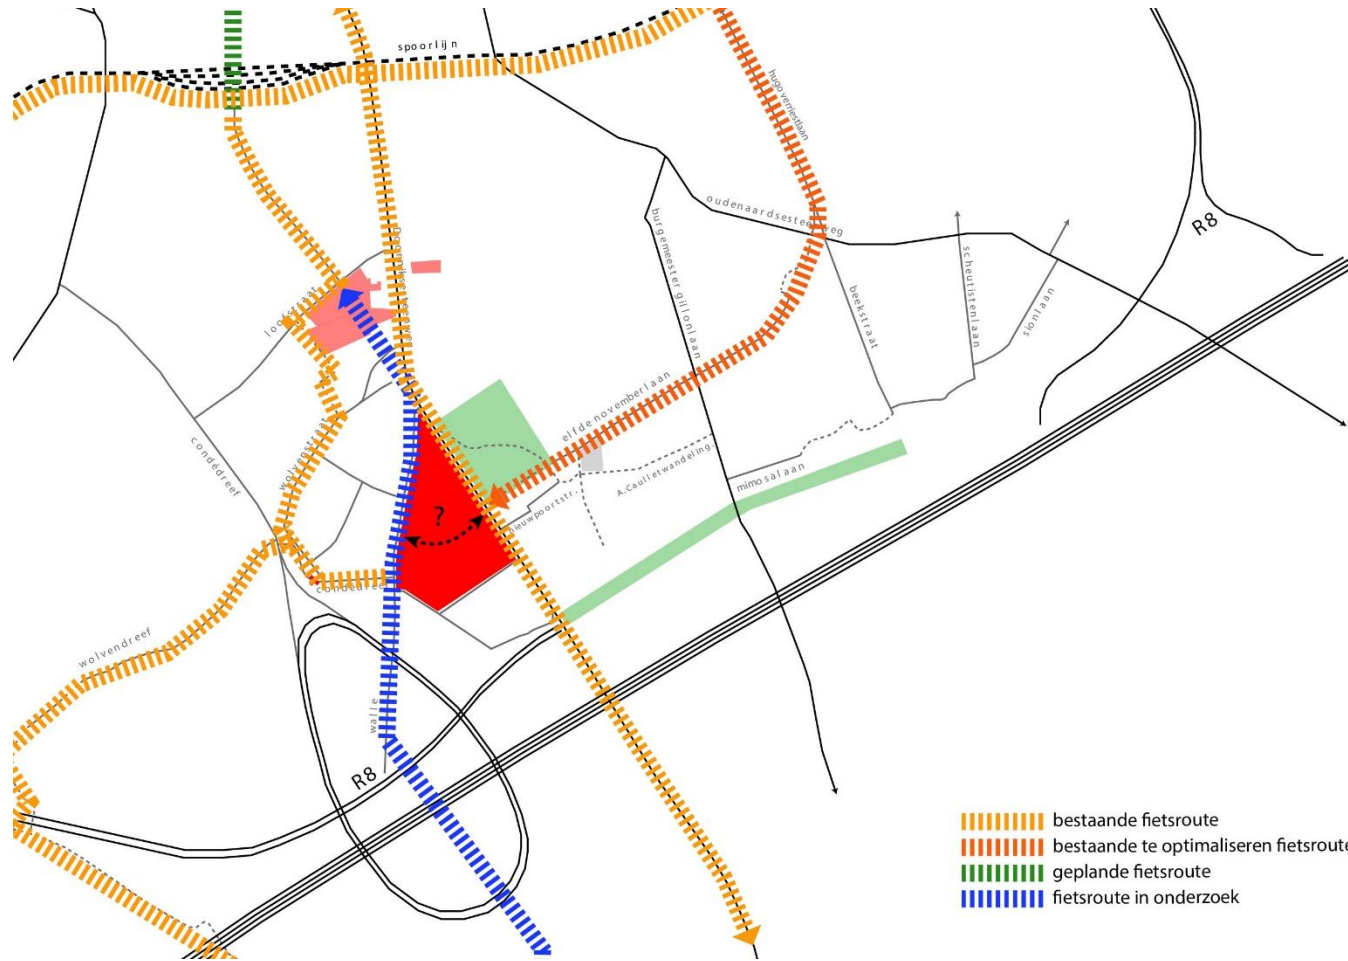 spoorlijn
hugo verriestlaan
oudenaardsesteenweg
R8
burgemeester gillonlaan
scheutistenlaan
sionlaan
beekstraat
loofstraat
elfdenovemberlaan
wolvenstraat
condédreef
A.Caulletwandeling.
mimosalaan
nieuwpoortstr.
?
wolvendreef
walle
R8
bestaande fietsroute
bestaande te optimaliseren fietsroute
geplande fietsroute
fietsroute in onderzoek